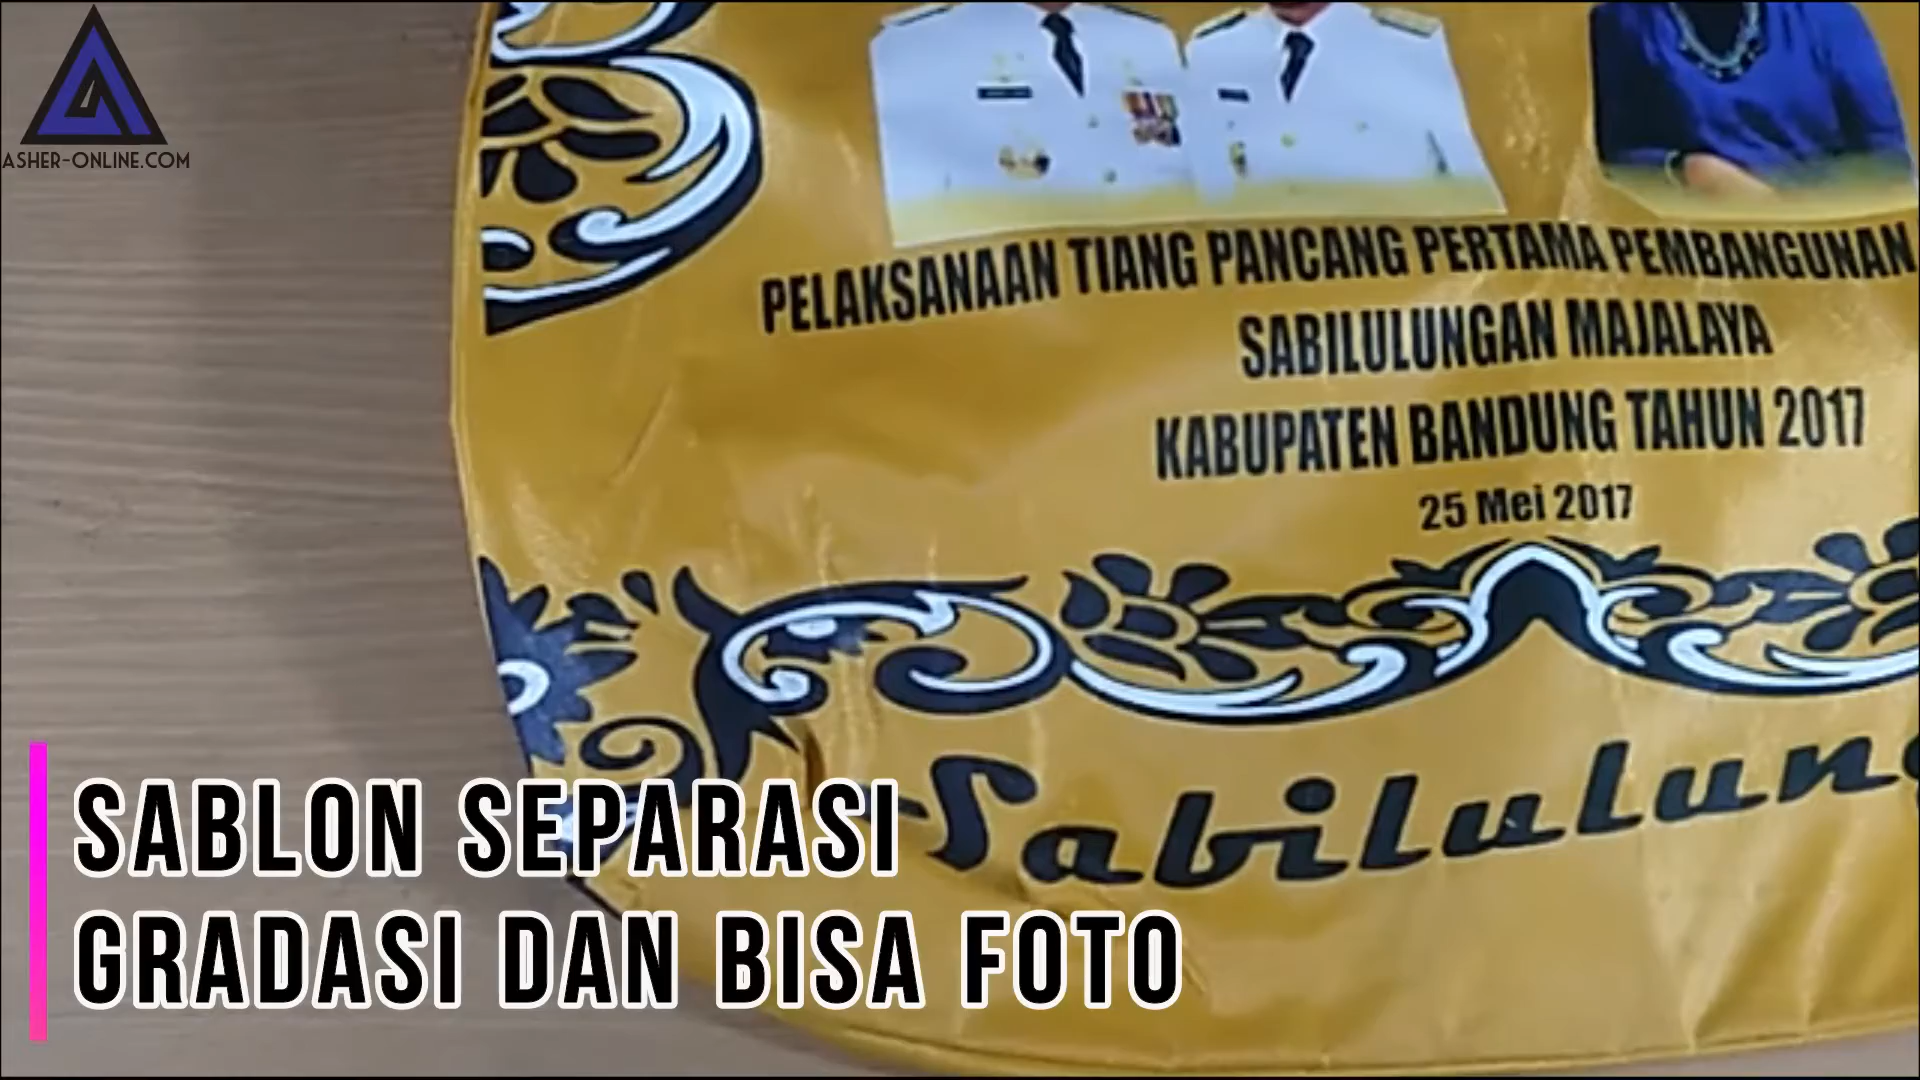 ASHER-ONLINE.COM
PELAKSANAAN TIANG PANCANG PERTAMA PEMBANGUNAN
SABILULUNGAN MAJALAYA
KABUPATEN BANDUNG TAHUN 2017
25 Mei 2017
Sabilulung
SABLON SEPARASI
GRADASI DAN BISA FOTO